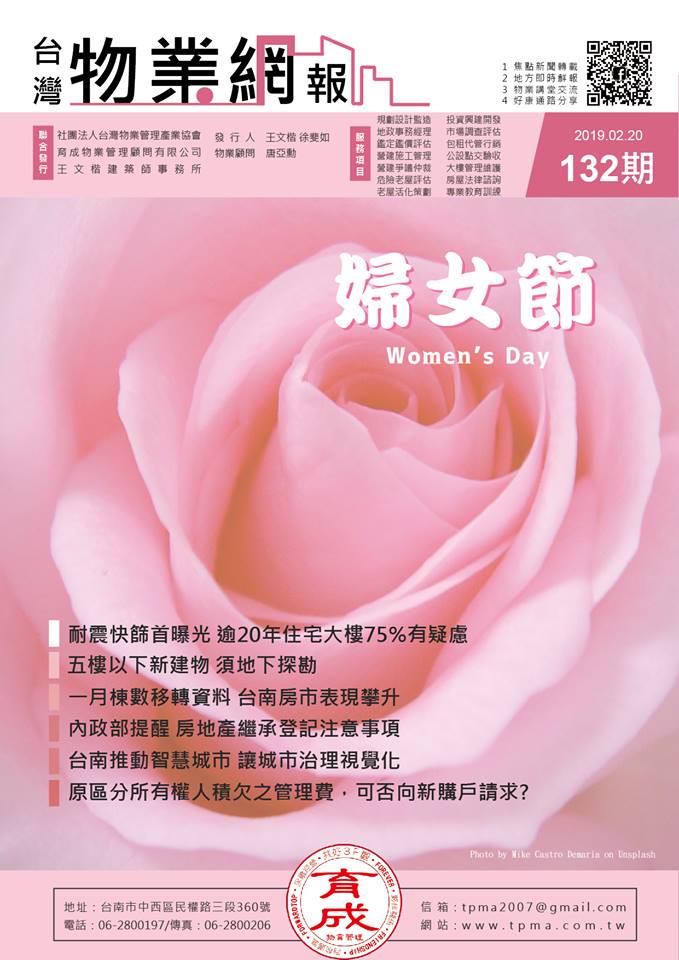 台灣物業網報
1 焦點新聞轉載
2 地方即時鮮報
3 物業講堂交流
4 好康通路分享
聯合發行
社團法人台灣物業管理產業協會
育成物業管理顧問有限公司
王文楷建築師事務所
發行人 王文楷 徐斐如
物業顧問 唐亞勳
服務項目
規劃設計監造 投資興建開發
地政事務經理 市場調查評估
鑑定鑑價評估 包租代管行銷
營建施工管理 公設點交驗收
營建爭議仲裁 大樓管理維護
危險老屋評估 房屋法律諮詢
老屋活化策劃 專業教育訓練
2019.02.20
132期
婦女節
Women's Day
耐震快篩首曝光 逾20年住宅大樓75%有疑慮
五樓以下新建物 須地下探勘
一月棟數移轉資料 台南房市表現攀升
內政部提醒 房地產繼承登記注意事項
台南推動智慧城市 讓城市治理視覺化
原區分所有權人積欠之管理費，可否向新購戶請求?
Photo by Mike Castro Demaria on Unsplash
地址：台南市中西區民權路三段360號
電話：06-2800197/傳真：06-2800206
FOREVER
FORWARDTOP
FRIENDSHIP
育成
物業管理
信箱：tpma2007@gmail.com
網站：www.tpma.com.tw